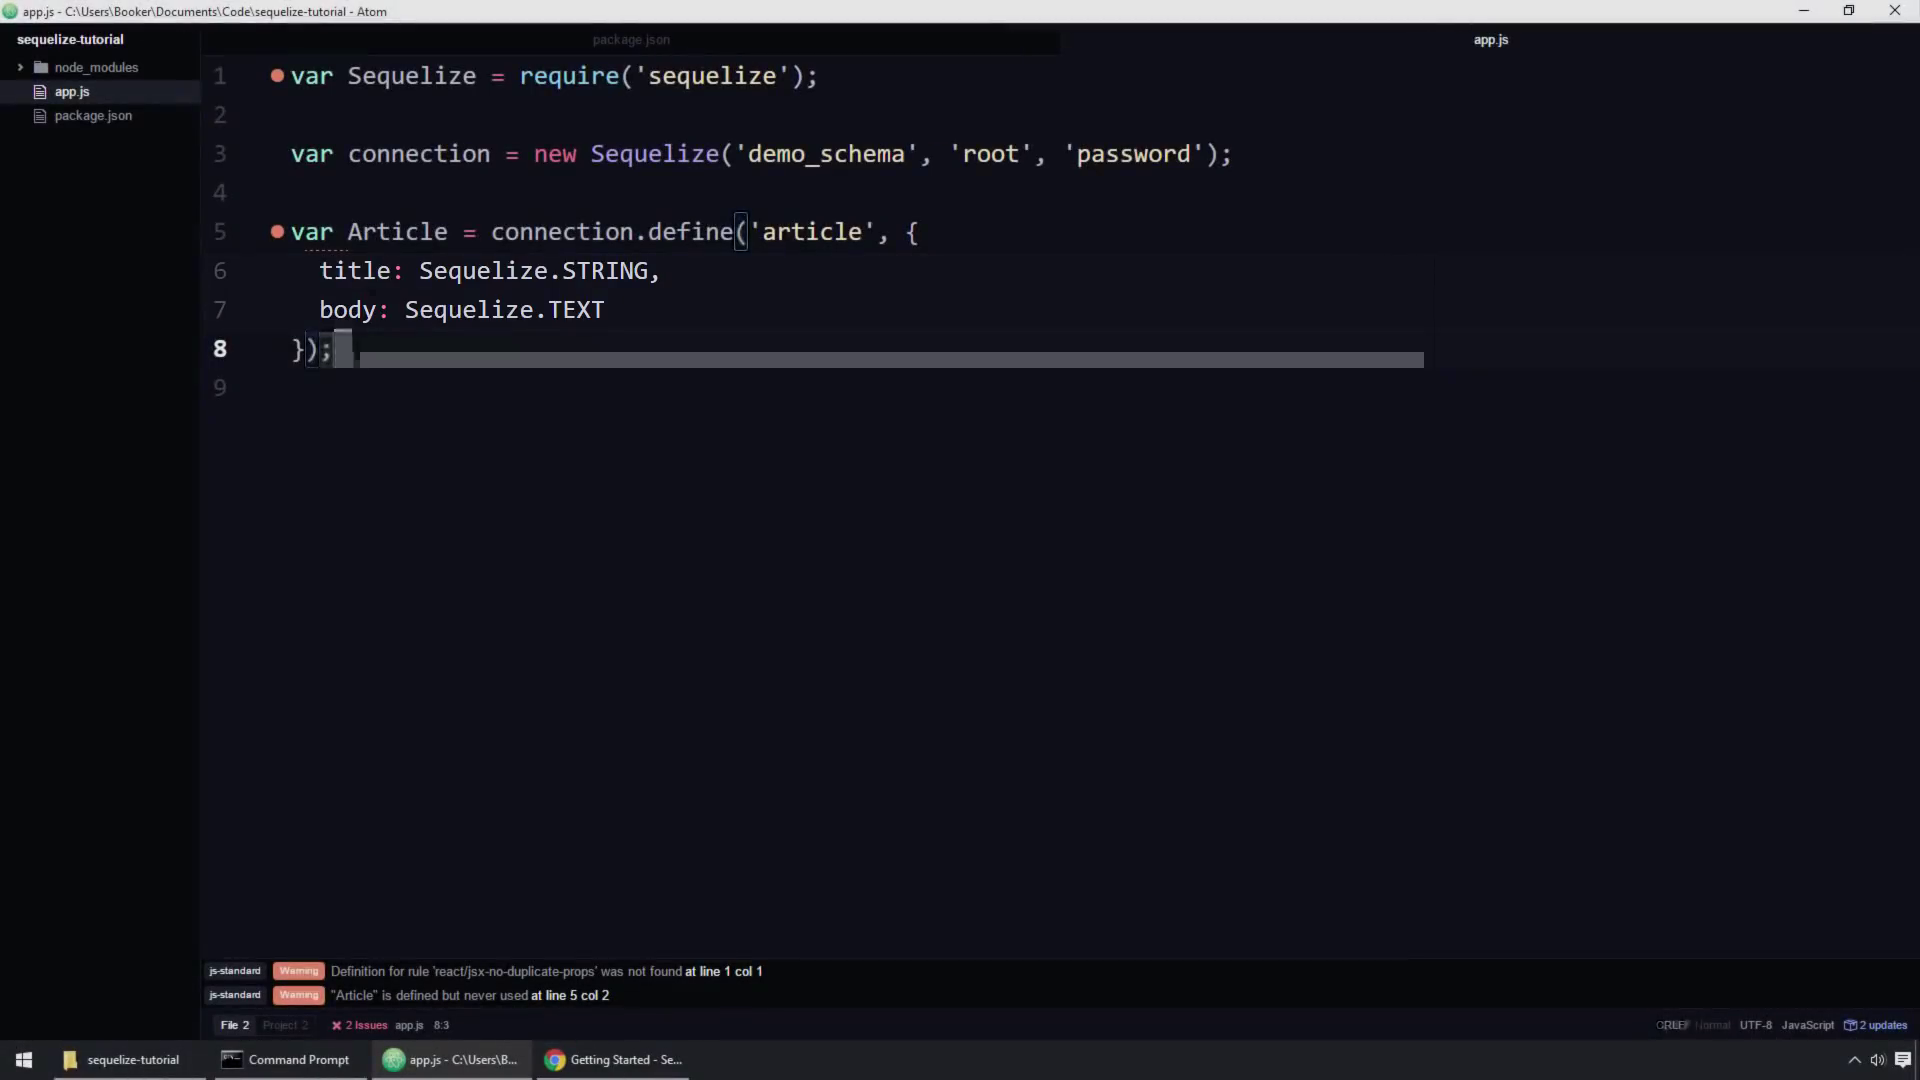 app.js - C:\Users\Booker\Documents\Code\sequelize-tutorial - Atom
sequelize-tutorial
node_modules
app.js
package.json
package.json
app.js
1 var Sequelize = require('sequelize');
2
3 var connection = new Sequelize('demo_schema', 'root', 'password');
4
5 var Article = connection.define('article', {
6 title: Sequelize.STRING,
7 body: Sequelize.TEXT
8 });
9
js-standard Warning Definition for rule 'react/jsx-no-duplicate-props' was not found at line 1 col 1
js-standard Warning "Article" is defined but never used at line 5 col 2
File 2 Project 2 2 Issues app.js 8:3 Normal UTF-8 JavaScript 2 updates
sequelize-tutorial Command Prompt app.js - C:\Users\B... Getting Started - Se...